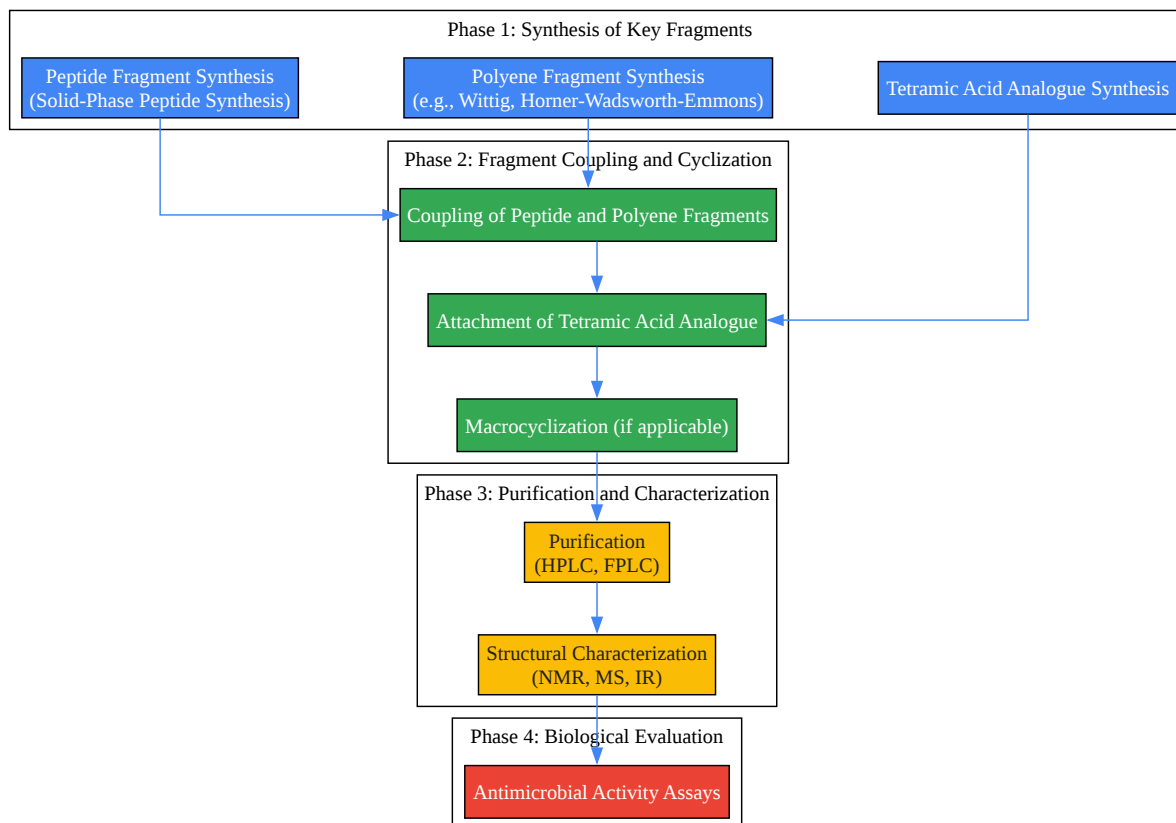 Phase 1: Synthesis of Key Fragments
Peptide Fragment Synthesis
(Solid-Phase Peptide Synthesis)
Polyene Fragment Synthesis
(e.g., Wittig, Horner-Wadsworth-Emmons)
Tetramic Acid Analogue Synthesis
Phase 2: Fragment Coupling and Cyclization
Coupling of Peptide and Polyene Fragments
Attachment of Tetramic Acid Analogue
Macrocyclization (if applicable)
Phase 3: Purification and Characterization
Purification
(HPLC, FPLC)
Structural Characterization
(NMR, MS, IR)
Phase 4: Biological Evaluation
Antimicrobial Activity Assays